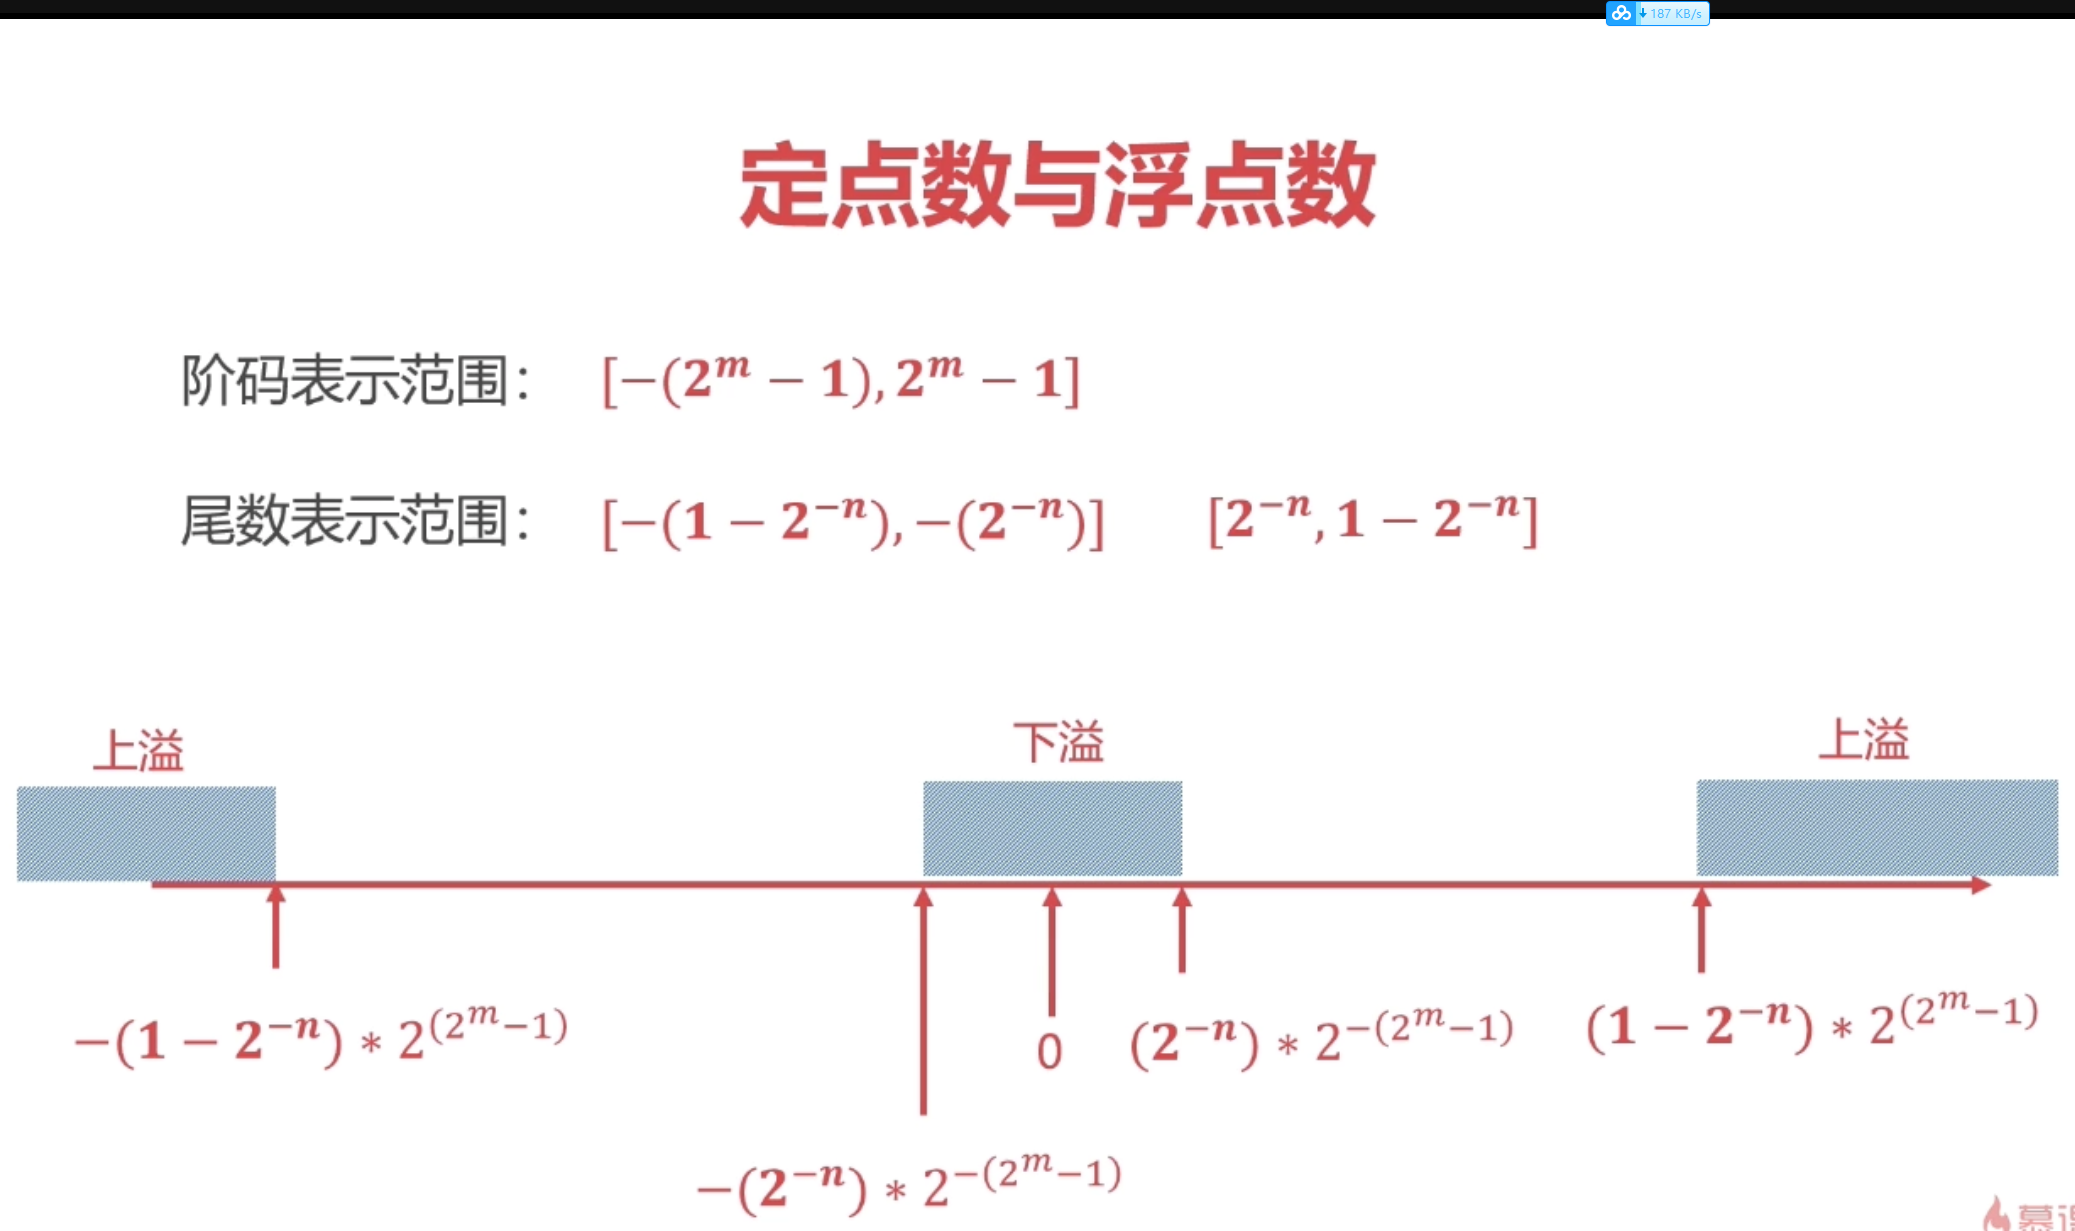 187 KB/s
定点数与浮点数
阶码表示范围： [−(2^m − 1), 2^m − 1]
尾数表示范围： [−(1 − 2^−n), −(2^−n)] [2^−n, 1 − 2^−n]
上溢 下溢 上溢
−(1 − 2^−n) ∗ 2^(2^m−1) 0 (2^−n) ∗ 2^−(2^m−1) (1 − 2^−n) ∗ 2^(2^m−1)
−(2^−n) ∗ 2^−(2^m−1)
慕